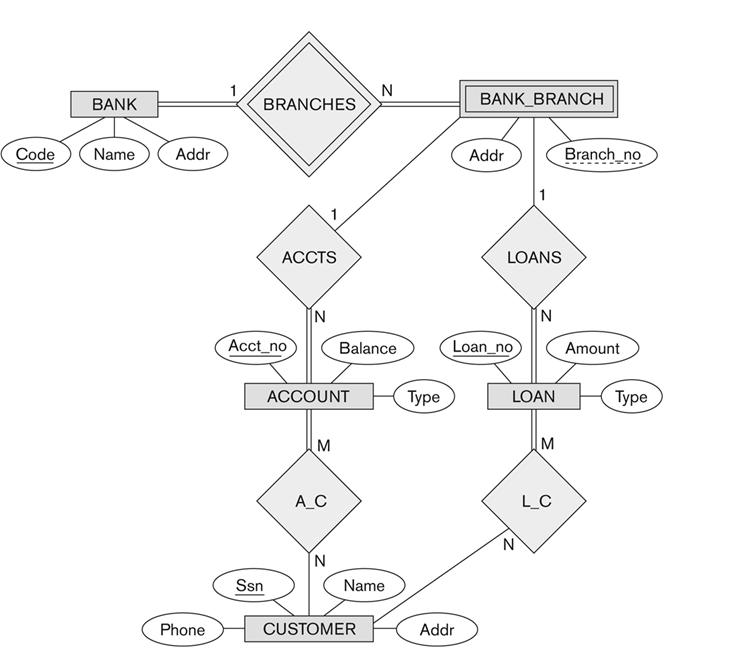 1
N
BANK
BRANCHES
BANK_BRANCH
Code
Name
Addr
Addr
Branch_no
1
1
ACCTS
LOANS
N
N
Acct_no
Balance
Loan_no
Amount
ACCOUNT
Type
LOAN
Type
M
M
A_C
L_C
N
N
Ssn
Name
Phone
CUSTOMER
Addr